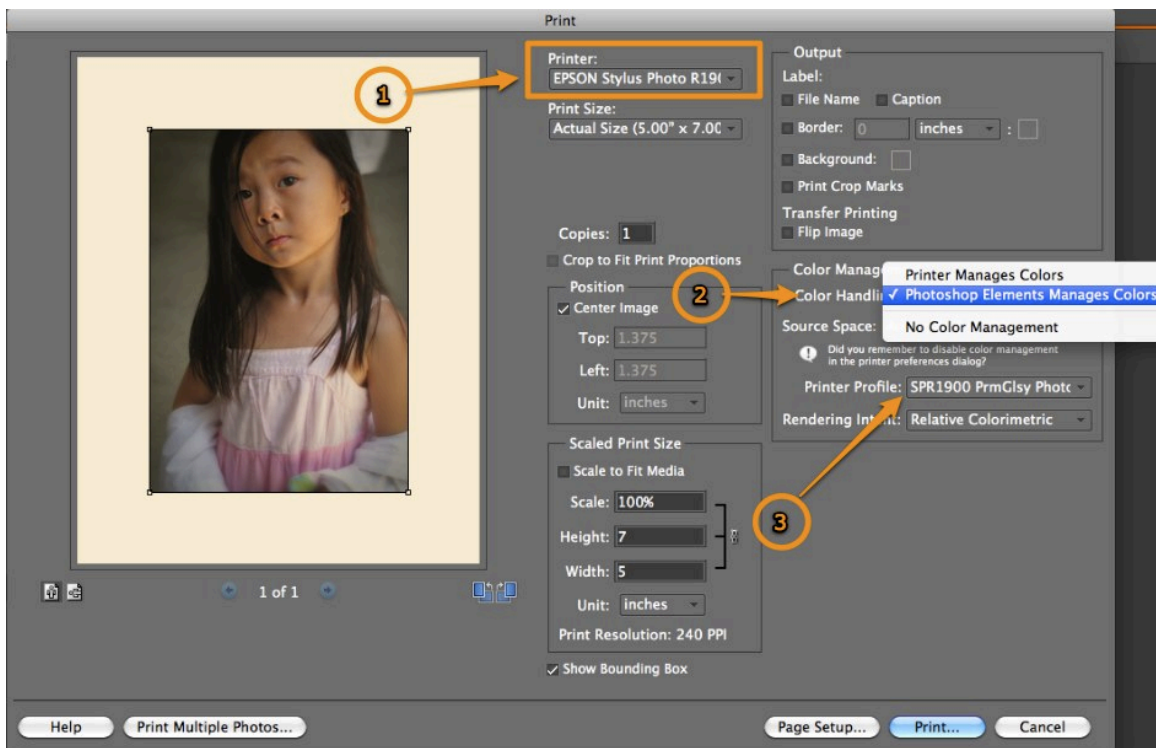 Print
1
Printer:
EPSON Stylus Photo R190
Print Size:
Actual Size (5.00" x 7.00
Copies: 1
Crop to Fit Print Proportions
Position
2
Center Image
Top: 1.375
Left: 1.375
Unit: inches
Scaled Print Size
Scale to Fit Media
Scale: 100%
Height: 7
Width: 5
Unit: inches
Print Resolution: 240 PPI
Show Bounding Box
Output
Label:
File Name Caption
Border: 0 inches :
Background:
Print Crop Marks
Transfer Printing
Flip Image
Color Manag
Printer Manages Colors
Color Handli ✓ Photoshop Elements Manages Colors
No Color Management
Source Space:
Did you remember to disable color management
in the printer preferences dialog?
Printer Profile: SPR1900 PrmGlsy Photo
Rendering Intent: Relative Colorimetric
3
1 of 1
Help
Print Multiple Photos...
Page Setup...
Print...
Cancel